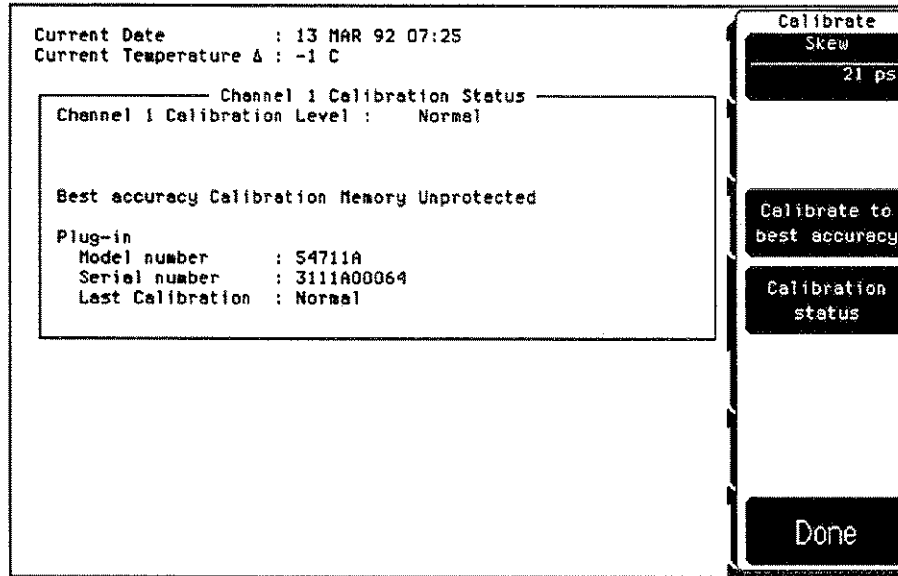 Current Date : 13 MAR 92 07:25
Current Temperature Δ : -1 C
Channel 1 Calibration Status
Channel 1 Calibration Level : Normal
Best accuracy Calibration Memory Unprotected
Plug-in
Model number : 54711A
Serial number : 3111A00064
Last Calibration : Normal
Calibrate
Skew
21 ps
Calibrate to
best accuracy
Calibration
status
Done